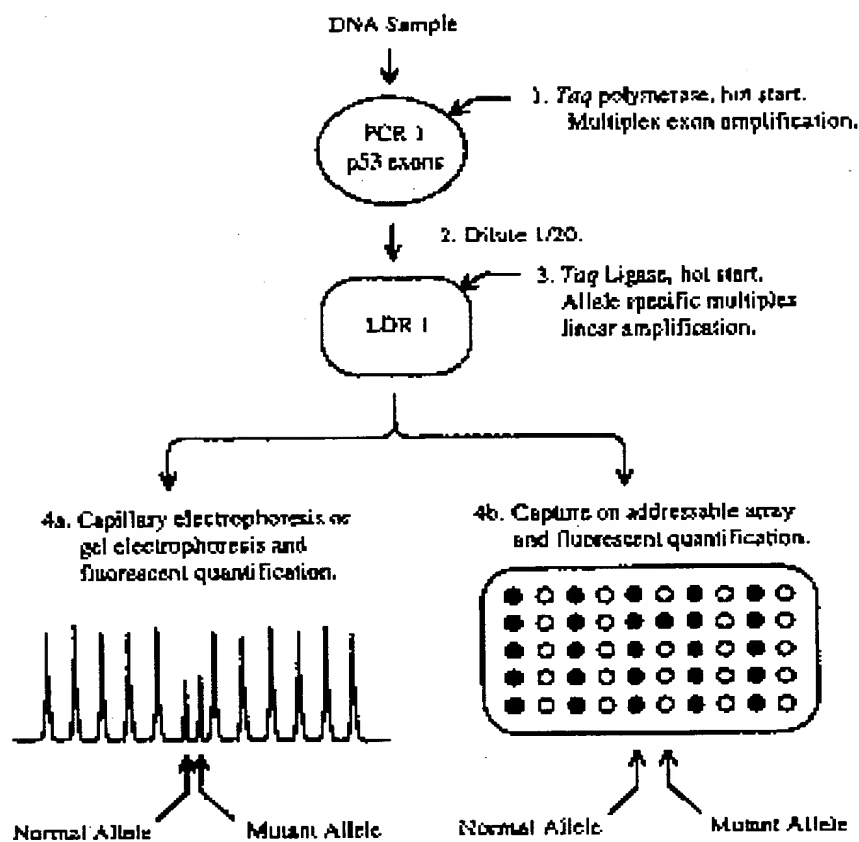 DNA Sample
1. Taq polymerase, hot start.
Multiplex exon amplification.
PCR 1
p53 exons
2. Dilute 1/20.
3. Taq Ligase, hot start.
Allele specific multiplex
linear amplification.
LDR 1
4a. Capillary electrophoresis or
gel electrophoresis and
fluorescent quantification.
4b. Capture on addressable array
and fluorescent quantification.
Normal Allele
Mutant Allele
Normal Allele
Mutant Allele